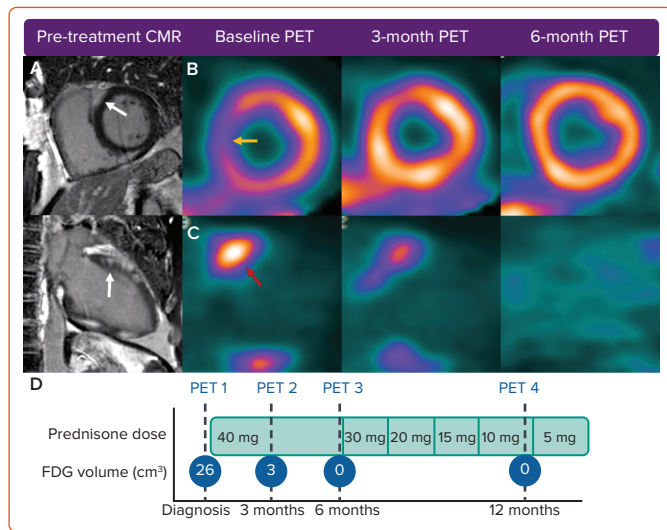 Pre-treatment CMR Baseline PET 3-month PET 6-month PET
A B
C
D PET 1 PET 2 PET 3 PET 4
Prednisone dose 40 mg 30 mg 20 mg 15 mg 10 mg 5 mg
FDG volume (cm³) 26 3 0 0
Diagnosis 3 months 6 months 12 months